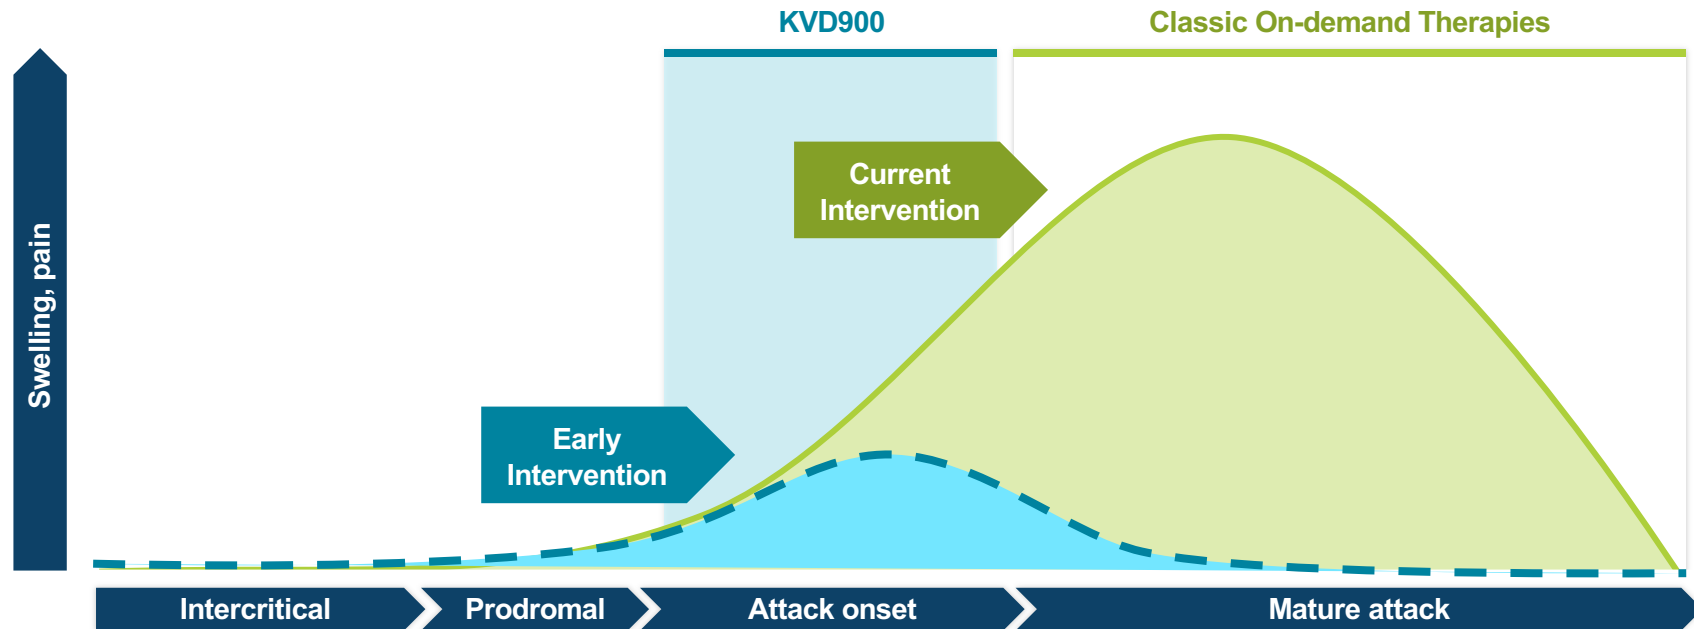 KVD900
Classic On-demand Therapies
Swelling, pain
Current
Intervention
Early
Intervention
Intercritical
Prodromal
Attack onset
Mature attack